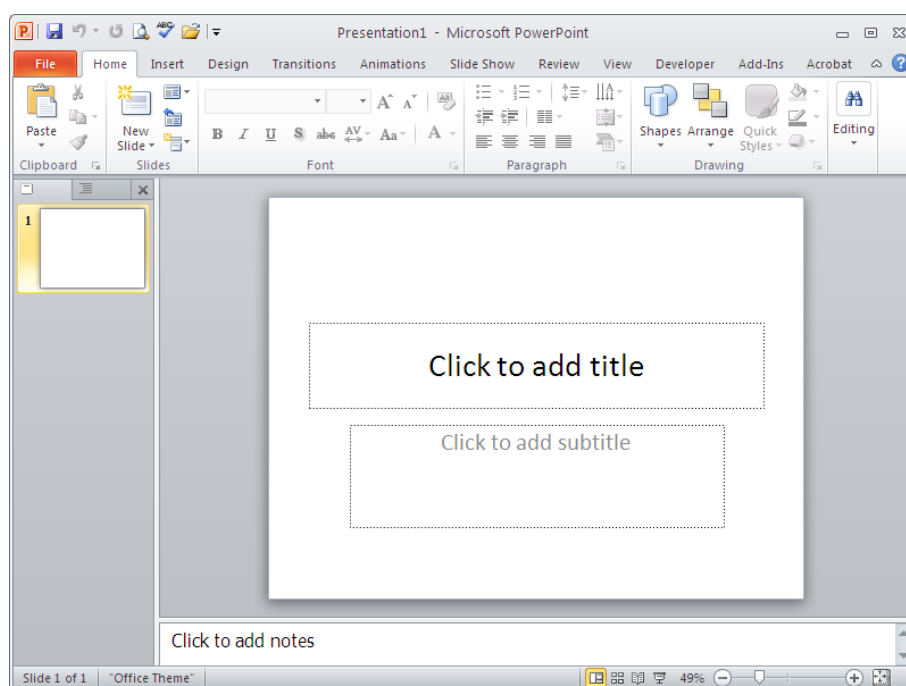 Presentation1 - Microsoft PowerPoint
File Home Insert Design Transitions Animations Slide Show Review View Developer Add-Ins Acrobat
Paste
New Slide
B I U S abc AV Aa A
Shapes Arrange Quick Styles
Editing
Clipboard Slides Font Paragraph Drawing
1
Click to add title
Click to add subtitle
Click to add notes
Slide 1 of 1 "Office Theme" 49%